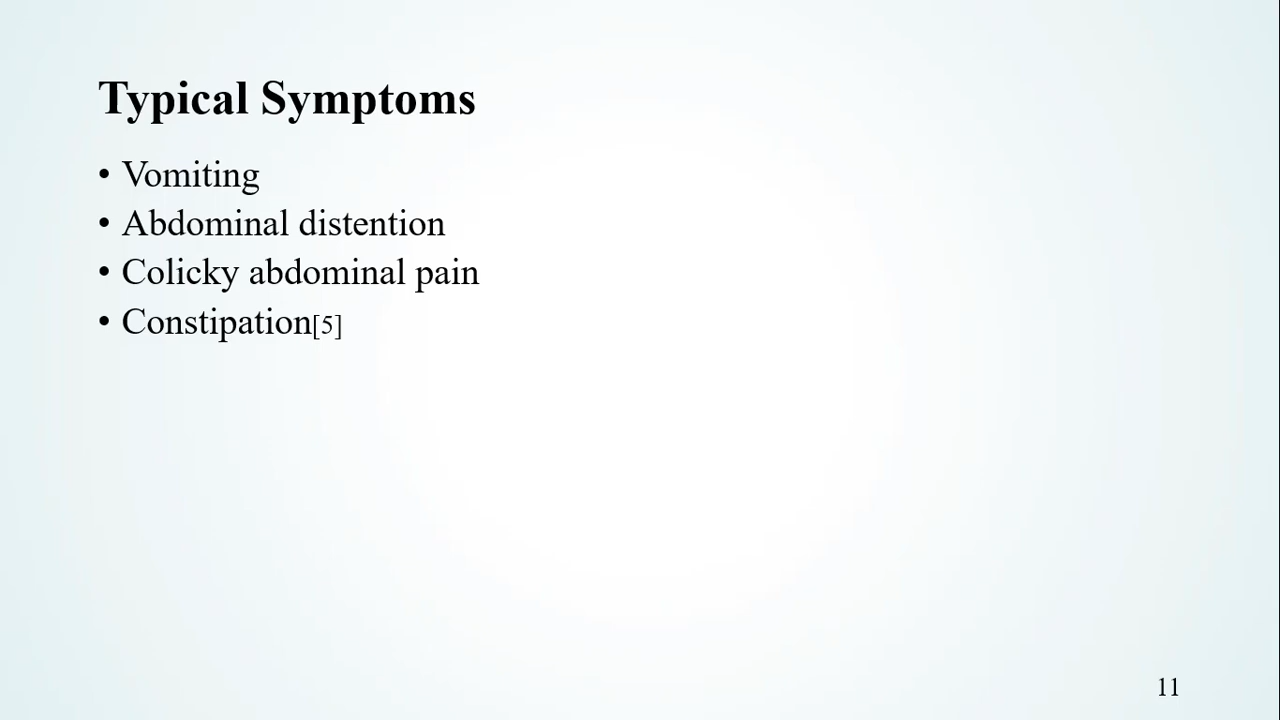 Typical Symptoms
• Vomiting
• Abdominal distention
• Colicky abdominal pain
• Constipation[5]
11